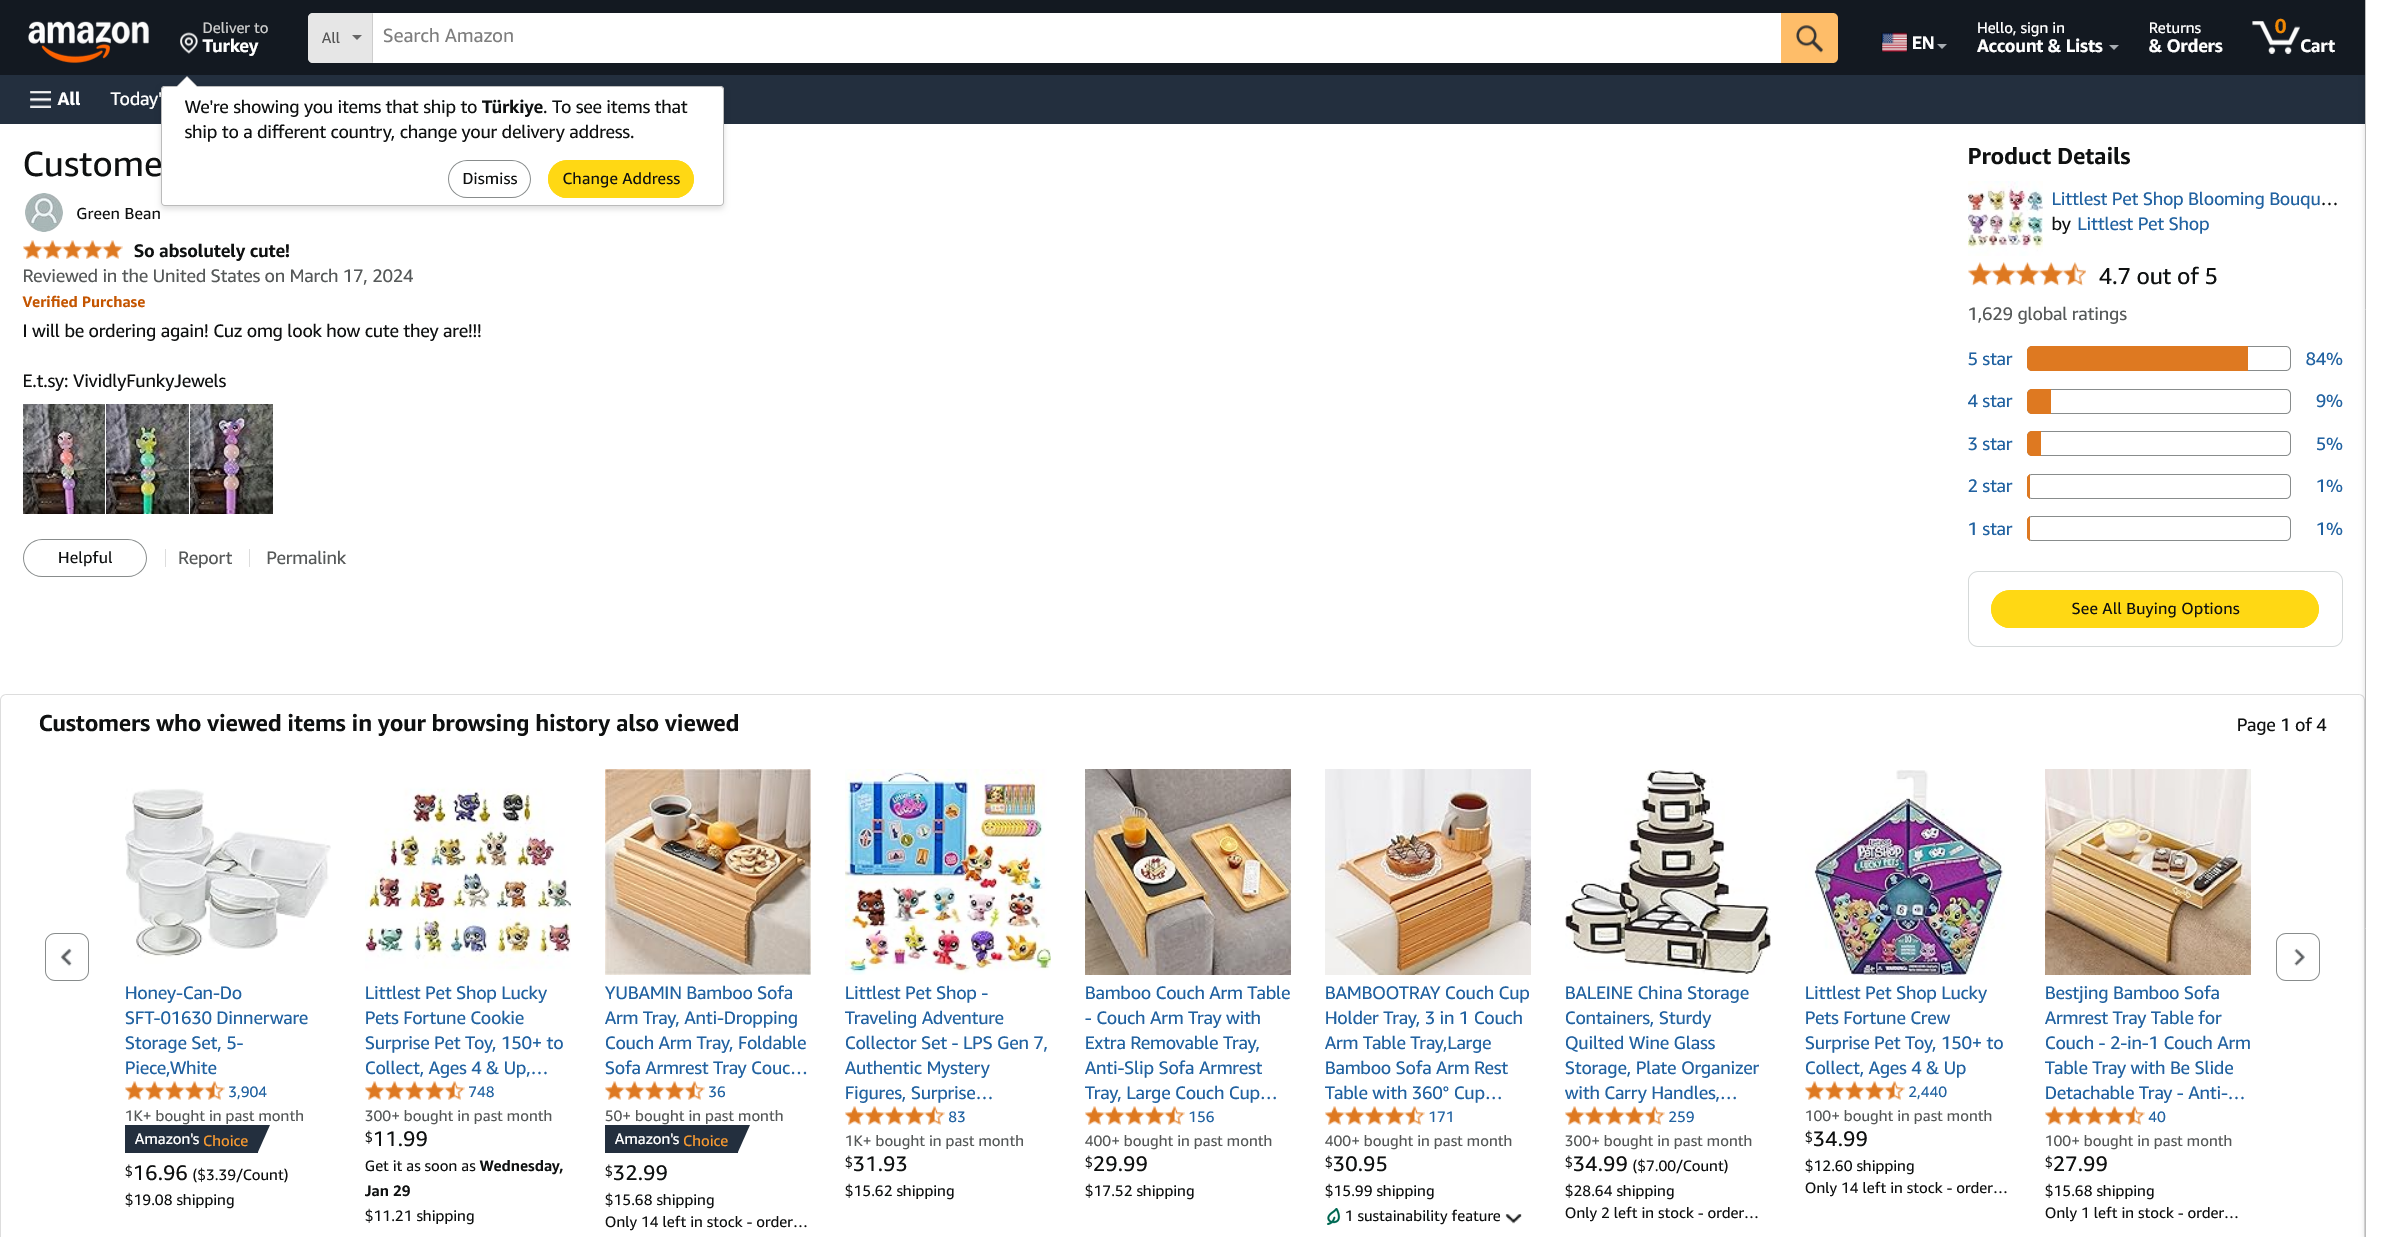 amazon
Deliver to
Turkey
All
Search Amazon
EN
Hello, sign in
Account & Lists
Returns
& Orders
0
Cart
All
Today'
We're showing you items that ship to Türkiye. To see items that
ship to a different country, change your delivery address.
Dismiss
Change Address
Custome
Green Bean
So absolutely cute!
Reviewed in the United States on March 17, 2024
Verified Purchase
I will be ordering again! Cuz omg look how cute they are!!!
E.t.sy: VividlyFunkyJewels
Helpful
Report
Permalink
Product Details
Littlest Pet Shop Blooming Bouqu...
by Littlest Pet Shop
4.7 out of 5
1,629 global ratings
5 star 84%
4 star 9%
3 star 5%
2 star 1%
1 star 1%
See All Buying Options
Customers who viewed items in your browsing history also viewed
Page 1 of 4
Honey-Can-Do
SFT-01630 Dinnerware
Storage Set, 5-
Piece,White
3,904
1K+ bought in past month
Amazon's Choice
$16.96 ($3.39/Count)
$19.08 shipping
Littlest Pet Shop Lucky
Pets Fortune Cookie
Surprise Pet Toy, 150+ to
Collect, Ages 4 & Up,...
748
300+ bought in past month
$11.99
Get it as soon as Wednesday,
Jan 29
$11.21 shipping
YUBAMIN Bamboo Sofa
Arm Tray, Anti-Dropping
Couch Arm Tray, Foldable
Sofa Armrest Tray Couc...
36
50+ bought in past month
Amazon's Choice
$32.99
$15.68 shipping
Only 14 left in stock - order...
Littlest Pet Shop -
Traveling Adventure
Collector Set - LPS Gen 7,
Authentic Mystery
Figures, Surprise...
83
1K+ bought in past month
$31.93
$15.62 shipping
Bamboo Couch Arm Table
- Couch Arm Tray with
Extra Removable Tray,
Anti-Slip Sofa Armrest
Tray, Large Couch Cup...
156
400+ bought in past month
$29.99
$17.52 shipping
BAMBOOTRAY Couch Cup
Holder Tray, 3 in 1 Couch
Arm Table Tray,Large
Bamboo Sofa Arm Rest
Table with 360° Cup...
171
400+ bought in past month
$30.95
$15.99 shipping
1 sustainability feature
BALEINE China Storage
Containers, Sturdy
Quilted Wine Glass
Storage, Plate Organizer
with Carry Handles,...
259
300+ bought in past month
$34.99 ($7.00/Count)
$28.64 shipping
Only 2 left in stock - order...
PetShop
LUCKY PETS
Littlest Pet Shop Lucky
Pets Fortune Crew
Surprise Pet Toy, 150+ to
Collect, Ages 4 & Up
2,440
100+ bought in past month
$34.99
$12.60 shipping
Only 14 left in stock - order...
Bestjing Bamboo Sofa
Armrest Tray Table for
Couch - 2-in-1 Couch Arm
Table Tray with Be Slide
Detachable Tray - Anti-...
40
100+ bought in past month
$27.99
$15.68 shipping
Only 1 left in stock - order...